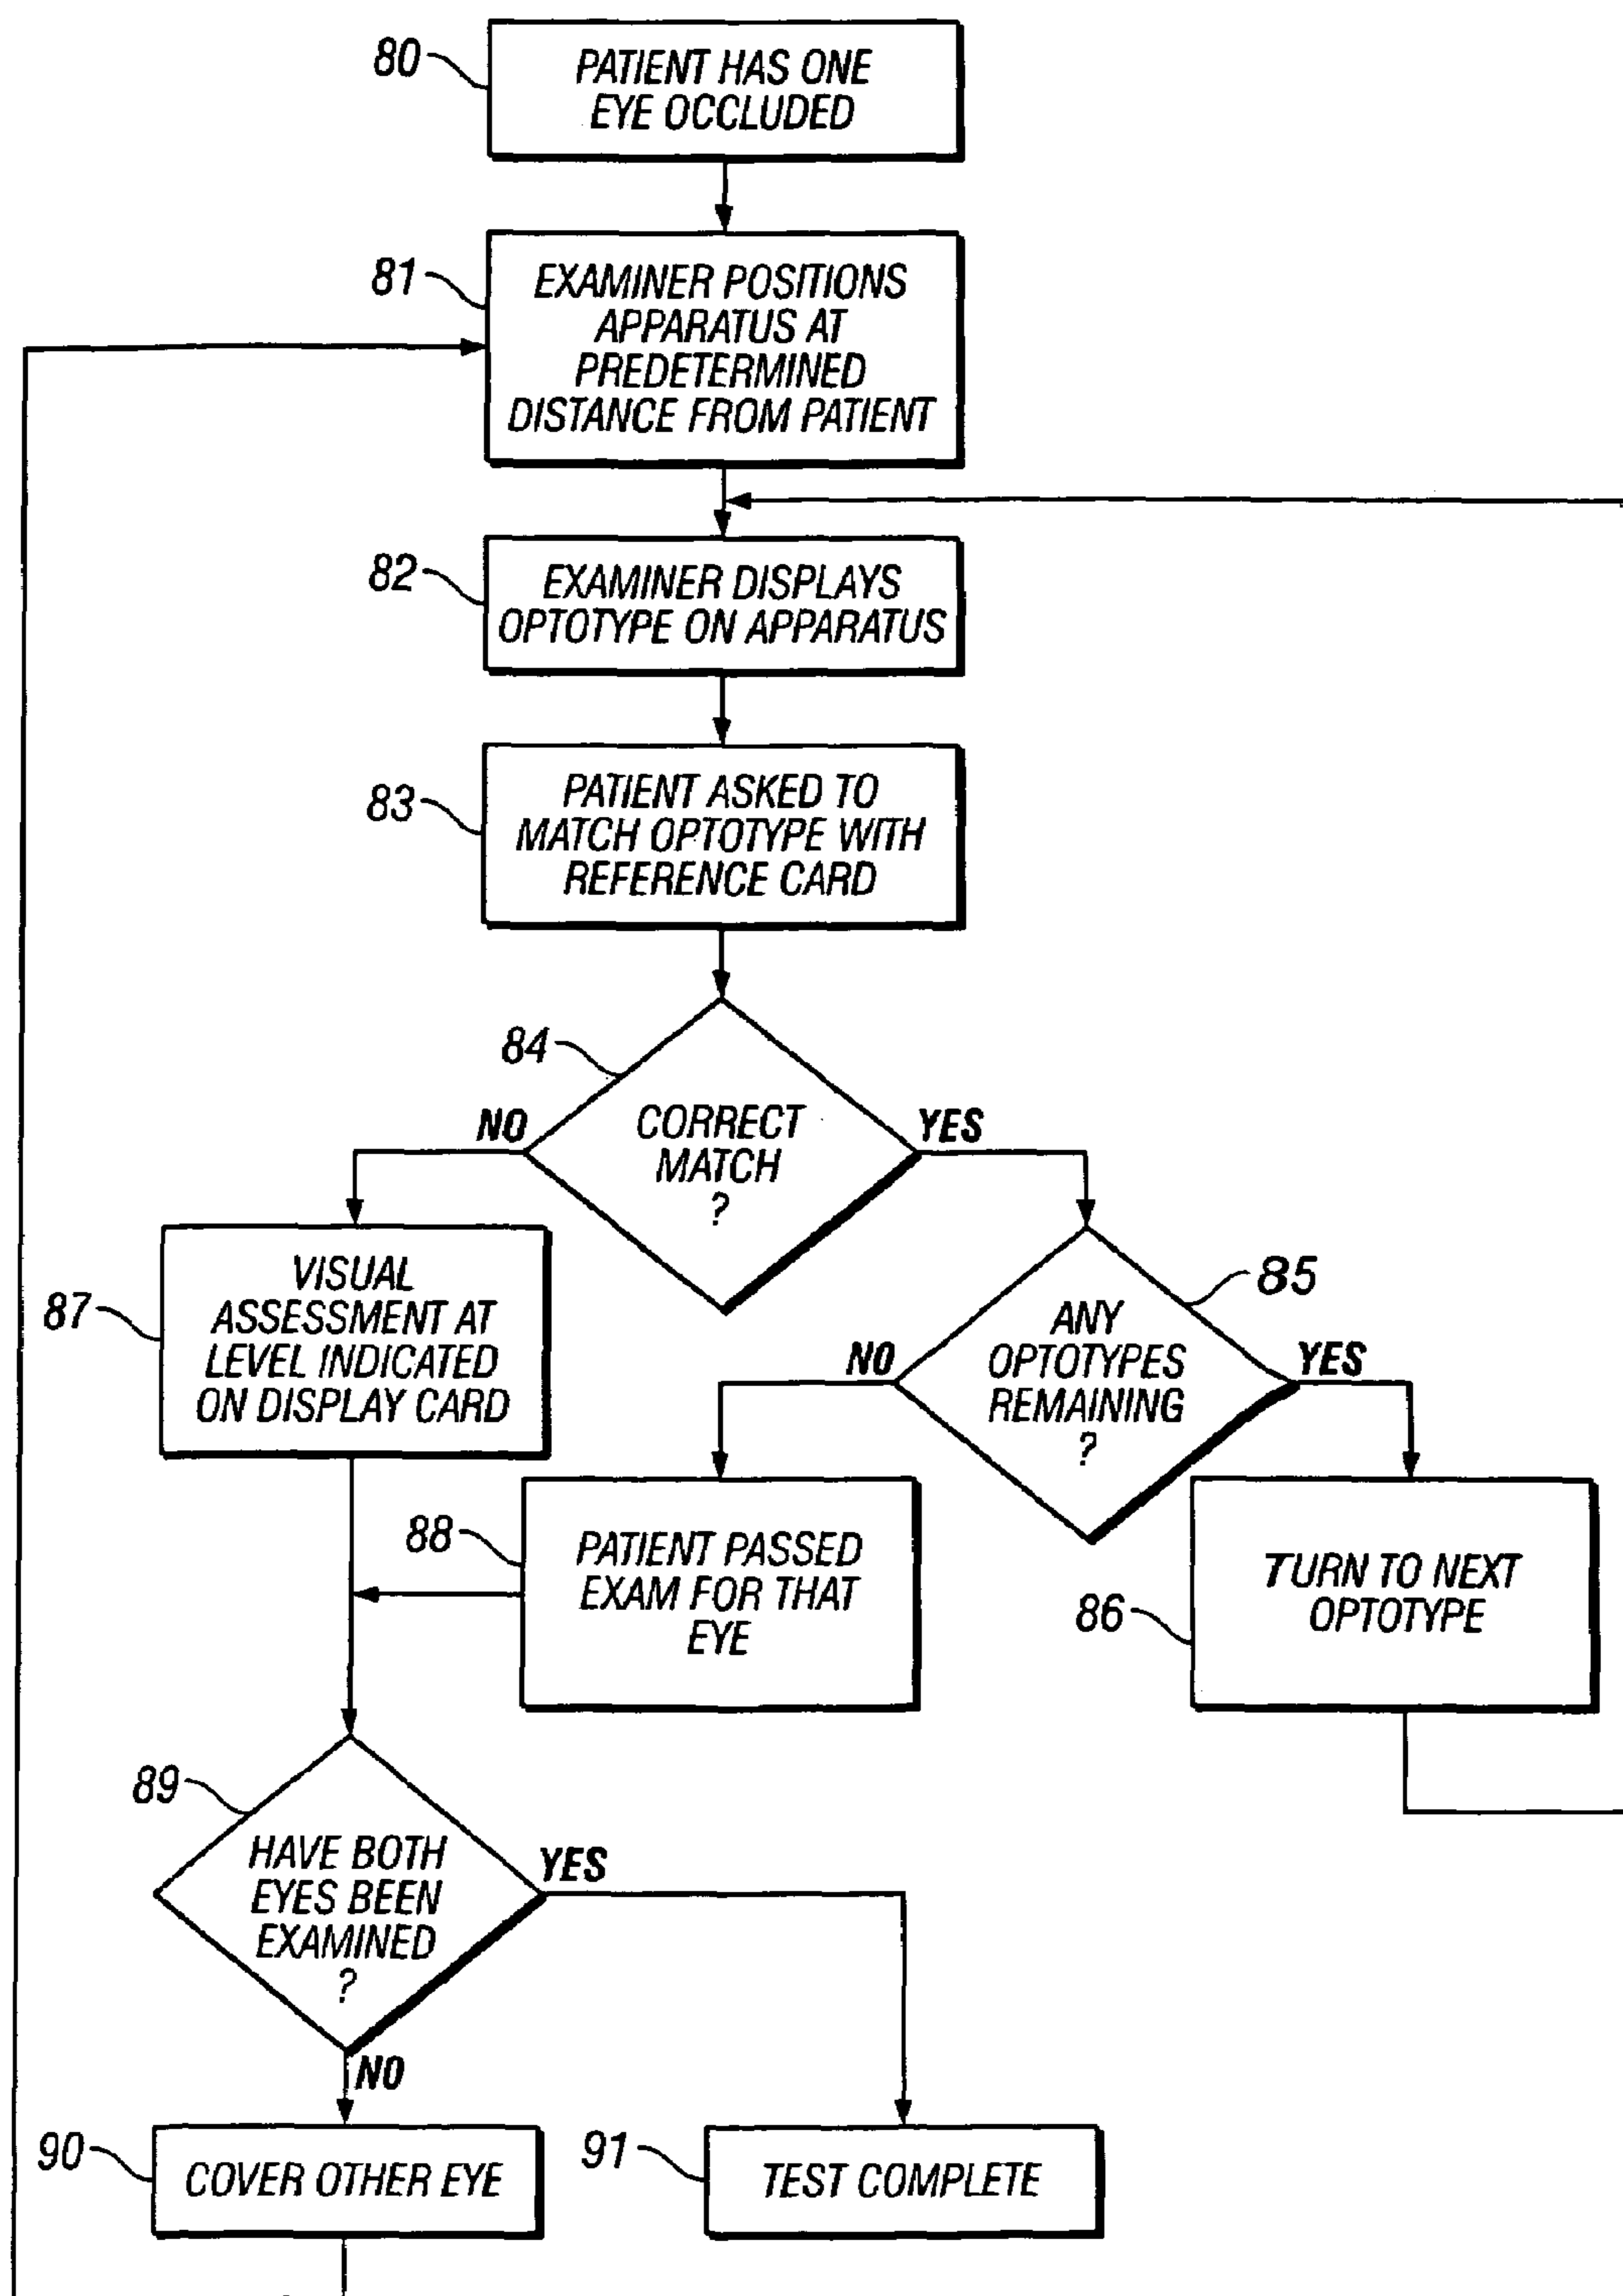 80
PATIENT HAS ONE
EYE OCCLUDED
81
EXAMINER POSITIONS
APPARATUS AT
PREDETERMINED
DISTANCE FROM PATIENT
82
EXAMINER DISPLAYS
OPTOTYPE ON APPARATUS
83
PATIENT ASKED TO
MATCH OPTOTYPE WITH
REFERENCE CARD
84
CORRECT
MATCH
?
NO
YES
87
VISUAL
ASSESSMENT AT
LEVEL INDICATED
ON DISPLAY CARD
85
ANY
OPTOTYPES
REMAINING
?
NO
YES
88
PATIENT PASSED
EXAM FOR THAT
EYE
86
TURN TO NEXT
OPTOTYPE
89
HAVE BOTH
EYES BEEN
EXAMINED
?
YES
NO
90
COVER OTHER EYE
91
TEST COMPLETE